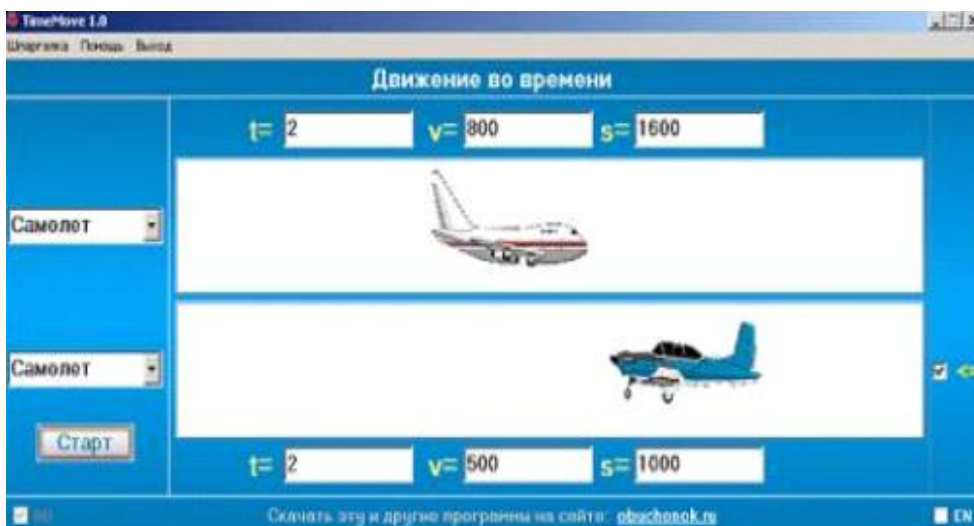 TimeMove 1.0
Шпаргалка Помощь Выход
Движение во времени
t= 2 v= 800 s= 1600
Самолет
Самолет
Старт
t= 2 v= 500 s= 1000
Скачать эту и другие программы на сайте: obuchonok.ru
EN